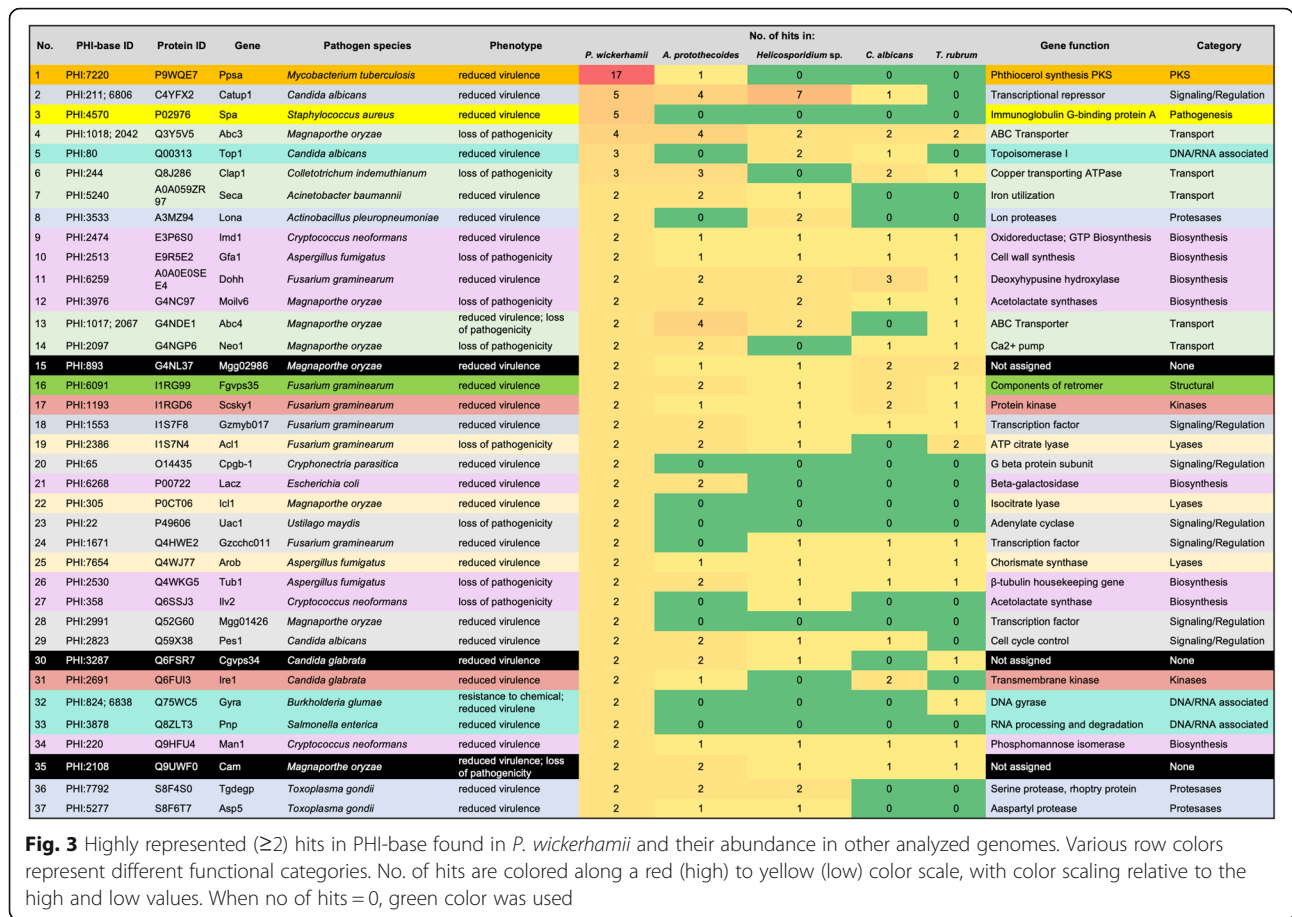 No. of hits in:
No. PHI-base ID Protein ID Gene Pathogen species Phenotype P. wickerhamii A. protothecoides Helicosporidium sp. C. albicans T. rubrum Gene function Category
1 PHI:7220 P9WQE7 Ppsa Mycobacterium tuberculosis reduced virulence 17 1 0 0 0 Phthiocerol synthesis PKS PKS
2 PHI:211; 6806 C4YFX2 Catup1 Candida albicans reduced virulence 5 4 7 1 0 Transcriptional repressor Signaling/Regulation
3 PHI:4570 P02976 Spa Staphylococcus aureus reduced virulence 5 0 0 0 0 Immunoglobulin G-binding protein A Pathogenesis
4 PHI:1018; 2042 Q3Y5V5 Abc3 Magnaporthe oryzae loss of pathogenicity 4 4 2 2 2 ABC Transporter Transport
5 PHI:80 Q00313 Top1 Candida albicans reduced virulence 3 0 2 1 0 Topoisomerase I DNA/RNA associated
6 PHI:244 Q8J286 Clap1 Colletotrichum indemuthianum loss of pathogenicity 3 3 0 2 1 Copper transporting ATPase Transport
7 PHI:5240 A0A059ZR97 Seca Acinetobacter baumannii reduced virulence 2 2 1 0 0 Iron utilization Transport
8 PHI:3533 A3MZ94 Lona Actinobacillus pleuropneumoniae reduced virulence 2 0 2 0 0 Lon proteases Protesases
9 PHI:2474 E3P6S0 Imd1 Cryptococcus neoformans reduced virulence 2 1 1 1 1 Oxidoreductase; GTP Biosynthesis Biosynthesis
10 PHI:2513 E9R5E2 Gfa1 Aspergillus fumigatus loss of pathogenicity 2 1 1 1 1 Cell wall synthesis Biosynthesis
11 PHI:6259 A0A0E0SEE4 Dohh Fusarium graminearum reduced virulence 2 2 2 3 1 Deoxyhypusine hydroxylase Biosynthesis
12 PHI:3976 G4NC97 Moilv6 Magnaporthe oryzae loss of pathogenicity 2 2 2 1 1 Acetolactate synthases Biosynthesis
13 PHI:1017; 2067 G4NDE1 Abc4 Magnaporthe oryzae reduced virulence; loss of pathogenicity 2 4 2 0 1 ABC Transporter Transport
14 PHI:2097 G4NGP6 Neo1 Magnaporthe oryzae loss of pathogenicity 2 2 0 1 1 Ca2+ pump Transport
15 PHI:893 G4NL37 Mgg02986 Magnaporthe oryzae reduced virulence 2 1 1 2 2 Not assigned None
16 PHI:6091 I1RG99 Fgvps35 Fusarium graminearum reduced virulence 2 2 1 2 1 Components of retromer Structural
17 PHI:1193 I1RGD6 Scsky1 Fusarium graminearum reduced virulence 2 1 1 2 1 Protein kinase Kinases
18 PHI:1553 I1S7F8 Gzmyb017 Fusarium graminearum reduced virulence 2 2 1 1 1 Transcription factor Signaling/Regulation
19 PHI:2386 I1S7N4 Acl1 Fusarium graminearum loss of pathogenicity 2 2 1 0 2 ATP citrate lyase Lyases
20 PHI:65 O14435 Cpgb-1 Cryphonectria parasitica reduced virulence 2 0 0 0 0 G beta protein subunit Signaling/Regulation
21 PHI:6268 P00722 Lacz Escherichia coli reduced virulence 2 2 0 0 0 Beta-galactosidase Biosynthesis
22 PHI:305 P0CT06 Icl1 Magnaporthe oryzae reduced virulence 2 0 0 0 0 Isocitrate lyase Lyases
23 PHI:22 P49606 Uac1 Ustilago maydis loss of pathogenicity 2 0 0 0 0 Adenylate cyclase Signaling/Regulation
24 PHI:1671 Q4HWE2 Gzcchc011 Fusarium graminearum reduced virulence 2 0 1 1 1 Transcription factor Signaling/Regulation
25 PHI:7654 Q4WJ77 Arob Aspergillus fumigatus reduced virulence 2 1 1 1 1 Chorismate synthase Lyases
26 PHI:2530 Q4WKG5 Tub1 Aspergillus fumigatus loss of pathogenicity 2 2 1 1 1 β-tubulin housekeeping gene Biosynthesis
27 PHI:358 Q6SSJ3 Ilv2 Cryptococcus neoformans loss of pathogenicity 2 0 1 0 0 Acetolactate synthase Biosynthesis
28 PHI:2991 Q52G60 Mgg01426 Magnaporthe oryzae reduced virulence 2 0 0 0 0 Transcription factor Signaling/Regulation
29 PHI:2823 Q59X38 Pes1 Candida albicans reduced virulence 2 2 1 1 0 Cell cycle control Signaling/Regulation
30 PHI:3287 Q6FSR7 Cgvps34 Candida glabrata reduced virulence 2 2 1 0 1 Not assigned None
31 PHI:2691 Q6FUI3 Ire1 Candida glabrata reduced virulence 2 1 0 2 0 Transmembrane kinase Kinases
32 PHI:824; 6838 Q75WC5 Gyra Burkholderia glumae resistance to chemical; reduced virulene 2 0 0 0 1 DNA gyrase DNA/RNA associated
33 PHI:3878 Q8ZLT3 Pnp Salmonella enterica reduced virulence 2 0 0 0 0 RNA processing and degradation DNA/RNA associated
34 PHI:220 Q9HFU4 Man1 Cryptococcus neoformans reduced virulence 2 1 1 1 1 Phosphomannose isomerase Biosynthesis
35 PHI:2108 Q9UWF0 Cam Magnaporthe oryzae reduced virulence; loss of pathogenicity 2 2 1 1 1 Not assigned None
36 PHI:7792 S8F4S0 Tgdegp Toxoplasma gondii reduced virulence 2 2 2 0 0 Serine protease, rhoptry protein Protesases
37 PHI:5277 S8F6T7 Asp5 Toxoplasma gondii reduced virulence 2 1 1 0 0 Aaspartyl protease Protesases
Fig. 3 Highly represented (≥2) hits in PHI-base found in P. wickerhamii and their abundance in other analyzed genomes. Various row colors
represent different functional categories. No. of hits are colored along a red (high) to yellow (low) color scale, with color scaling relative to the
high and low values. When no of hits = 0, green color was used